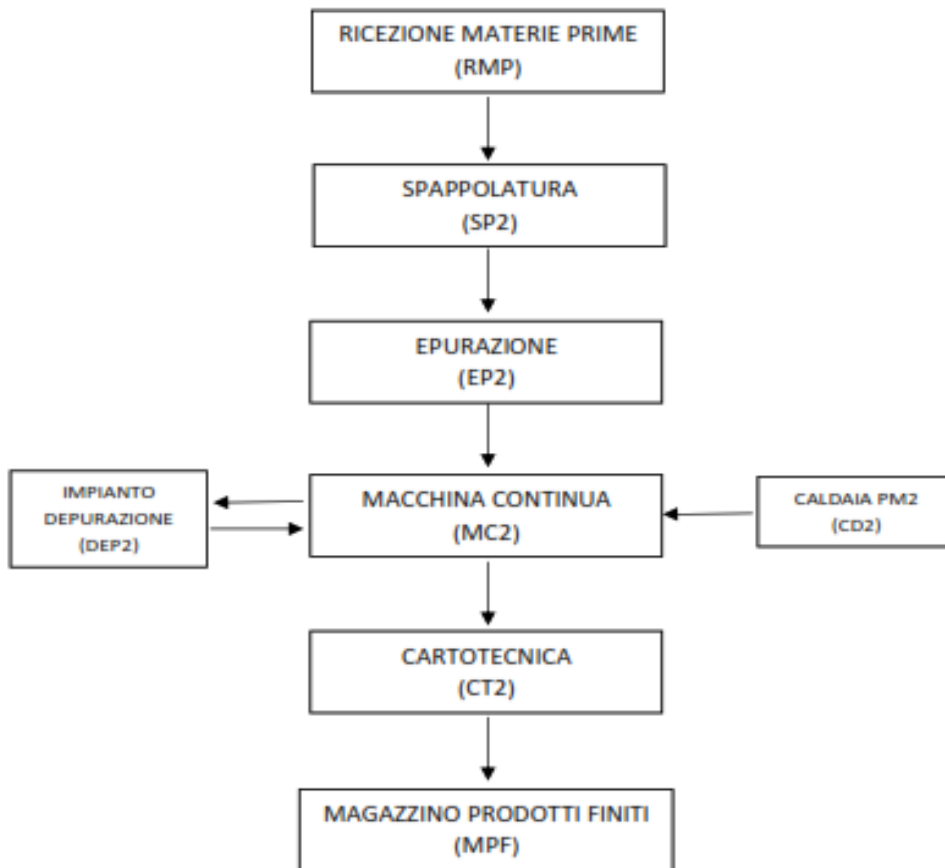 RICEZIONE MATERIE PRIME
(RMP)
SPAPPOLATURA
(SP2)
EPURAZIONE
(EP2)
IMPIANTO
DEPURAZIONE
(DEP2)
MACCHINA CONTINUA
(MC2)
CALDAIA PM2
(CD2)
CARTOTECNICA
(CT2)
MAGAZZINO PRODOTTI FINITI
(MPF)